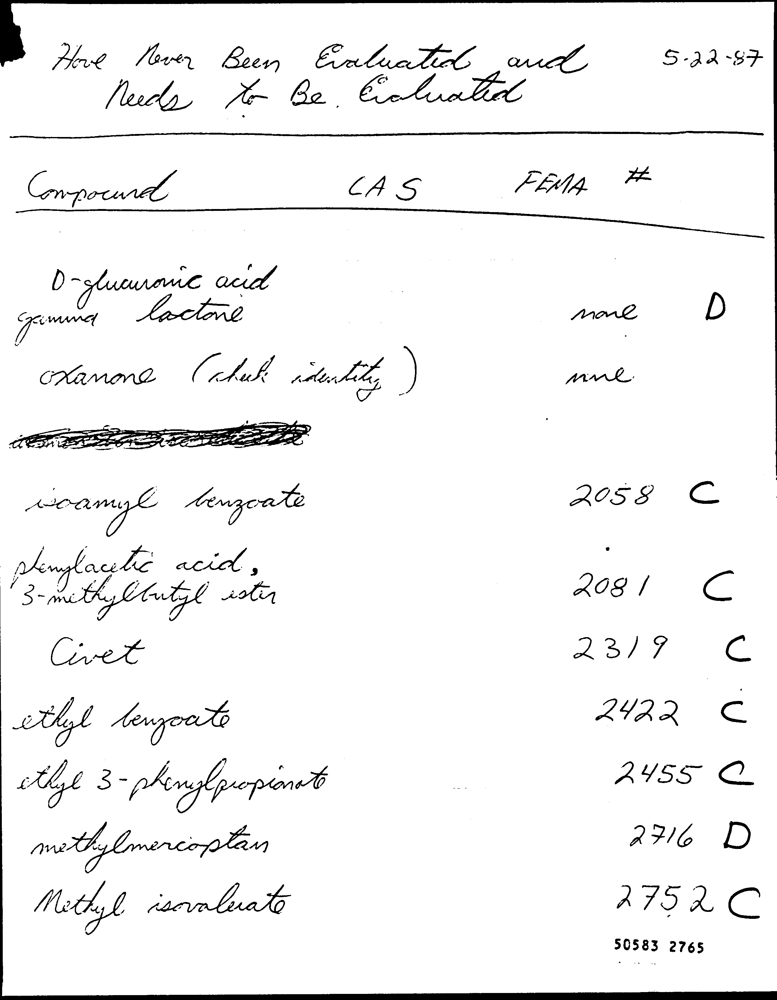 Have Never Been Evaluated and 5-22-87
Needs to Be Evaluated
Compound CAS FEMA #
D-glucuronic acid
gamma lactone none D
oxanone (check identity) none
isoamyl benzoate 2058 C
phenylacetic acid,
3-methylbutyl ester 2081 C
Civet 2319 C
ethyl benzoate 2422 C
ethyl 3-phenylpropionate 2455 C
methylmercaptan 2716 D
Methyl isovalerate 2752 C
50583 2765